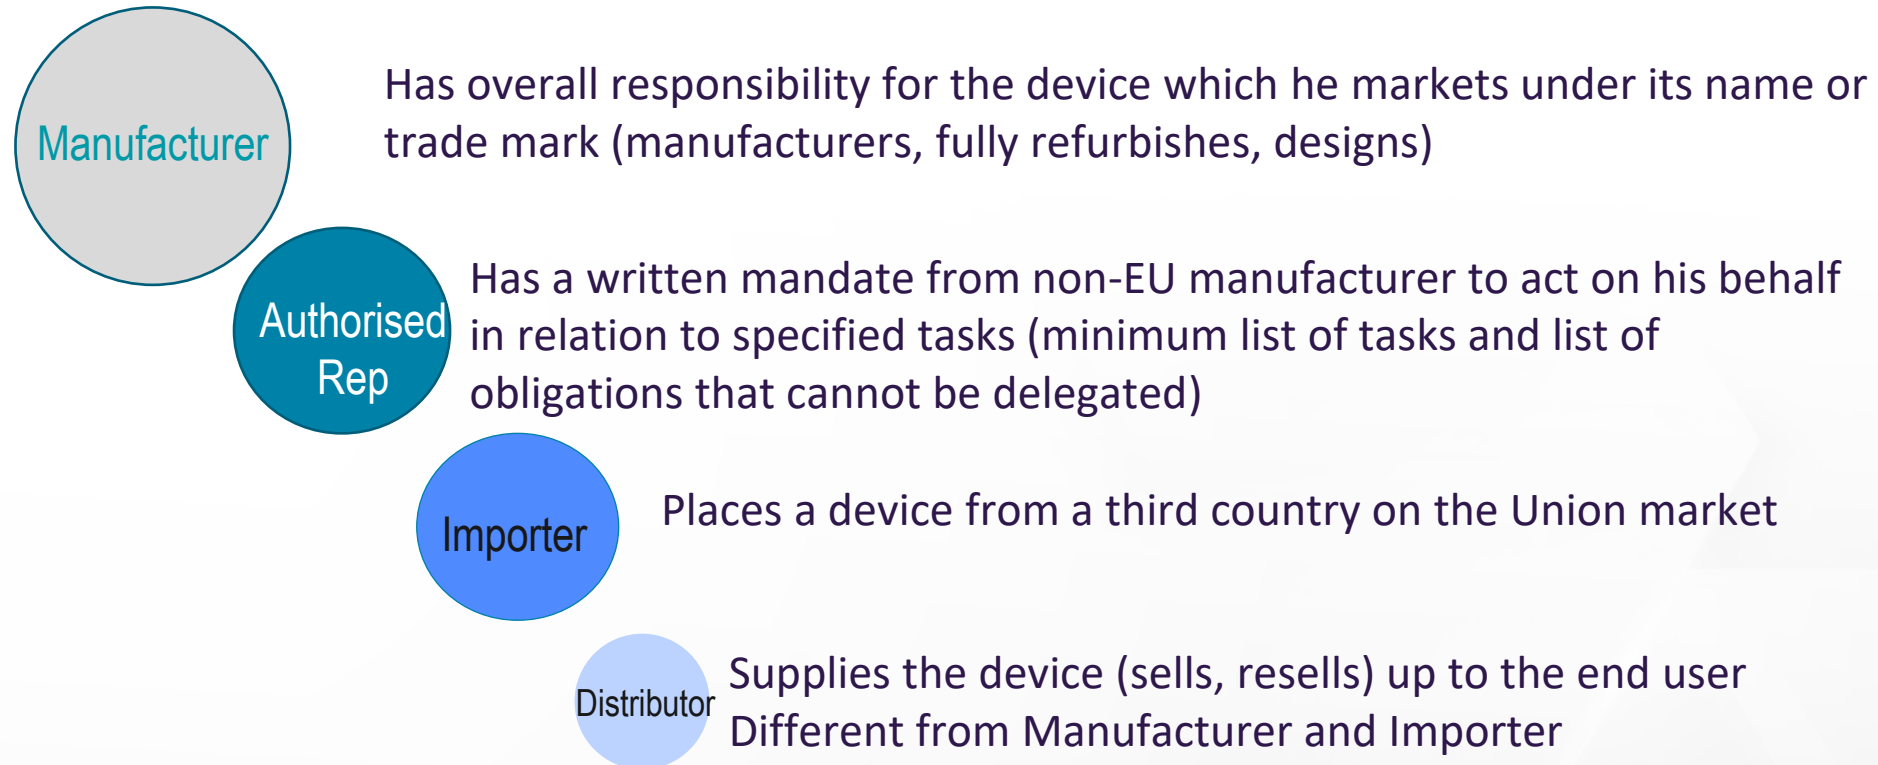 Manufacturer
Has overall responsibility for the device which he markets under its name or
trade mark (manufacturers, fully refurbishes, designs)
Authorised
Rep
Has a written mandate from non-EU manufacturer to act on his behalf
in relation to specified tasks (minimum list of tasks and list of
obligations that cannot be delegated)
Importer
Places a device from a third country on the Union market
Distributor
Supplies the device (sells, resells) up to the end user
Different from Manufacturer and Importer